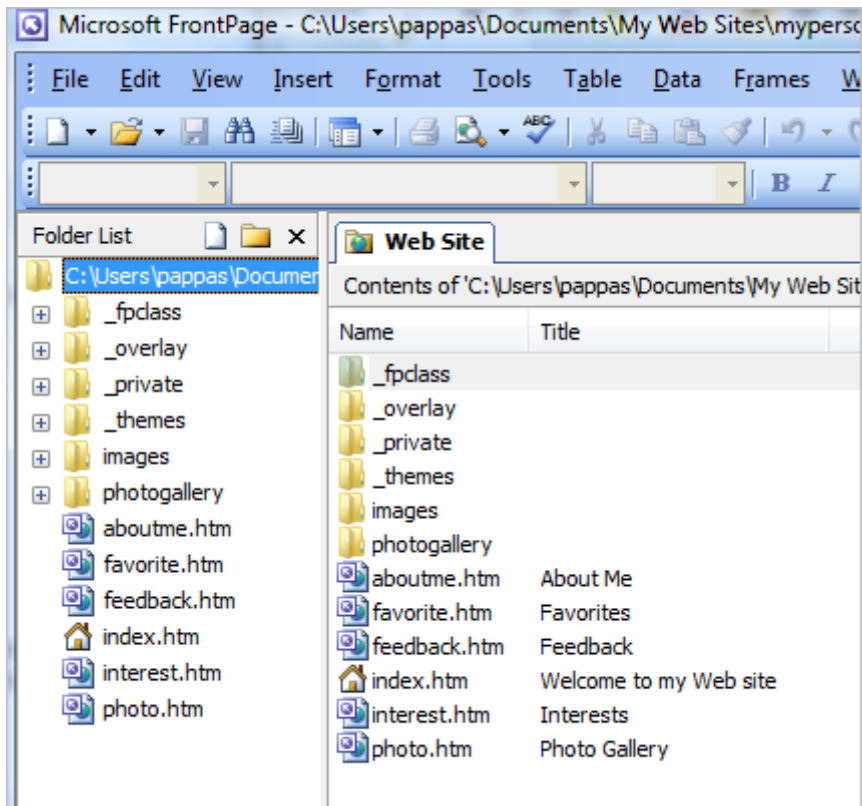 Microsoft FrontPage - C:\Users\pappas\Documents\My Web Sites\myperso
File Edit View Insert Format Tools Table Data Frames W
ABC
B I
Folder List
Web Site
C:\Users\pappas\Documen
Contents of 'C:\Users\pappas\Documents\My Web Sit
Name Title
_fpclass
_overlay
_private
_themes
images
photogallery
aboutme.htm
favorite.htm
feedback.htm
index.htm
interest.htm
photo.htm
_fpclass
_overlay
_private
_themes
images
photogallery
aboutme.htm About Me
favorite.htm Favorites
feedback.htm Feedback
index.htm Welcome to my Web site
interest.htm Interests
photo.htm Photo Gallery